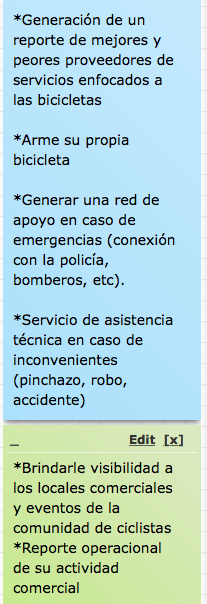 *Generación de un
reporte de mejores y
peores proveedores de
servicios enfocados a
las bicicletas
*Arme su propia
bicicleta
*Generar una red de
apoyo en caso de
emergencias (conexión
con la policía,
bomberos, etc).
*Servicio de asistencia
técnica en caso de
inconvenientes
(pinchazo, robo,
accidente)
_ Edit [x]
*Brindarle visibilidad a
los locales comerciales
y eventos de la
comunidad de ciclistas
*Reporte operacional
de su actividad
comercial